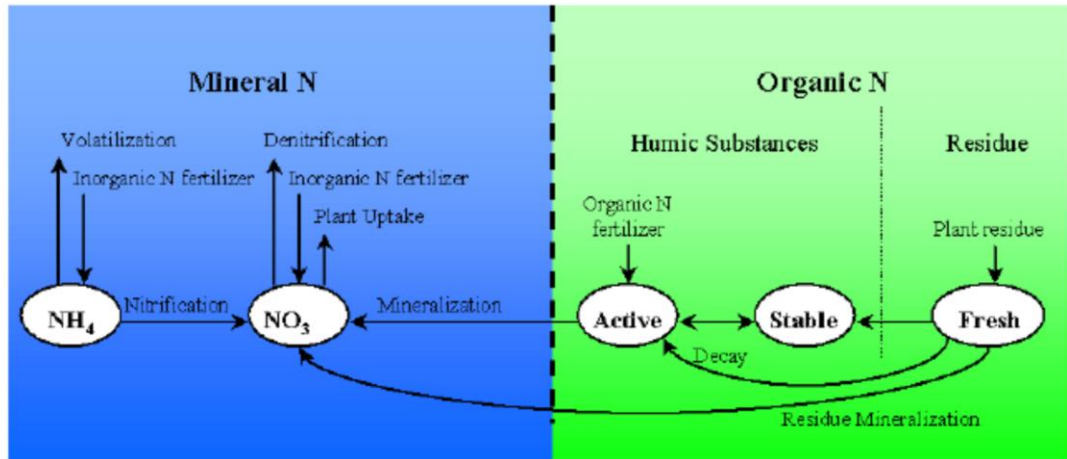 Mineral N
Organic N
Volatilization
Denitrification
Humic Substances
Residue
Inorganic N fertilizer
Inorganic N fertilizer
Plant Uptake
Organic N
fertilizer
Plant residue
NH4
Nitrification
NO3
Mineralization
Active
Stable
Fresh
Decay
Residue Mineralization